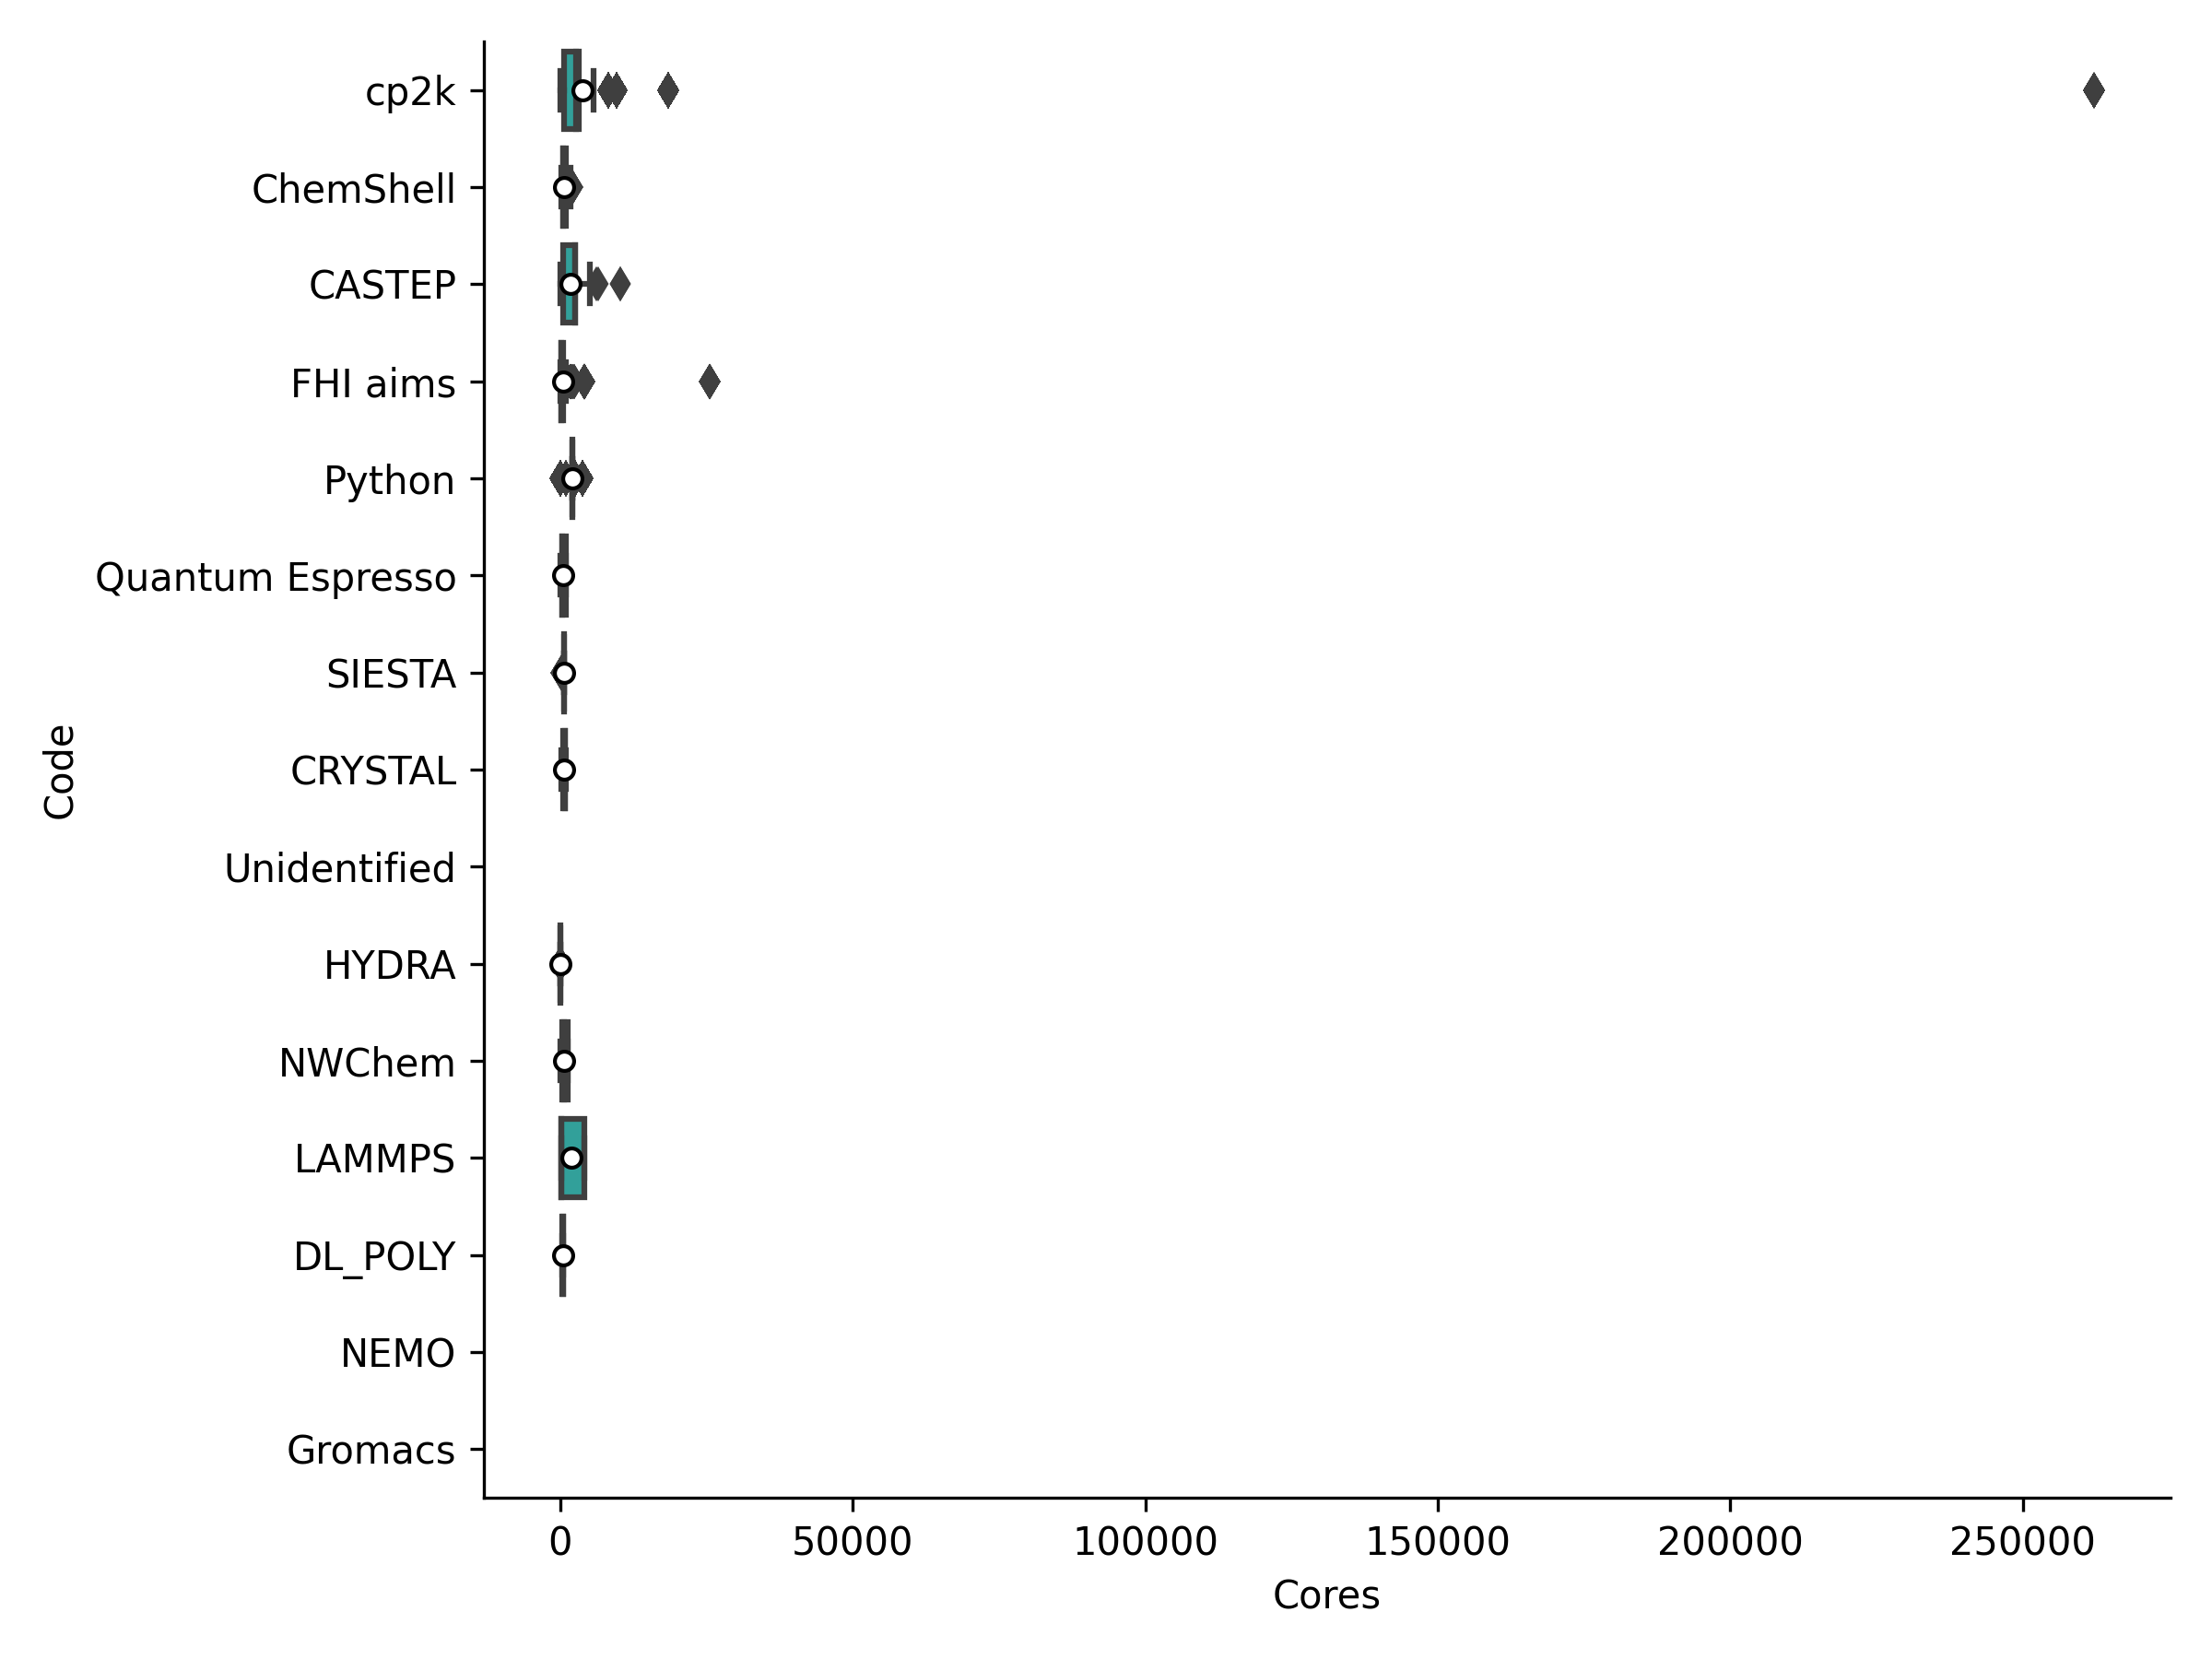 cp2k
ChemShell
CASTEP
FHI aims
Python
Quantum Espresso
SIESTA
CRYSTAL
Unidentified
HYDRA
NWChem
LAMMPS
DL_POLY
NEMO
Gromacs
Code
0 50000 100000 150000 200000 250000
Cores